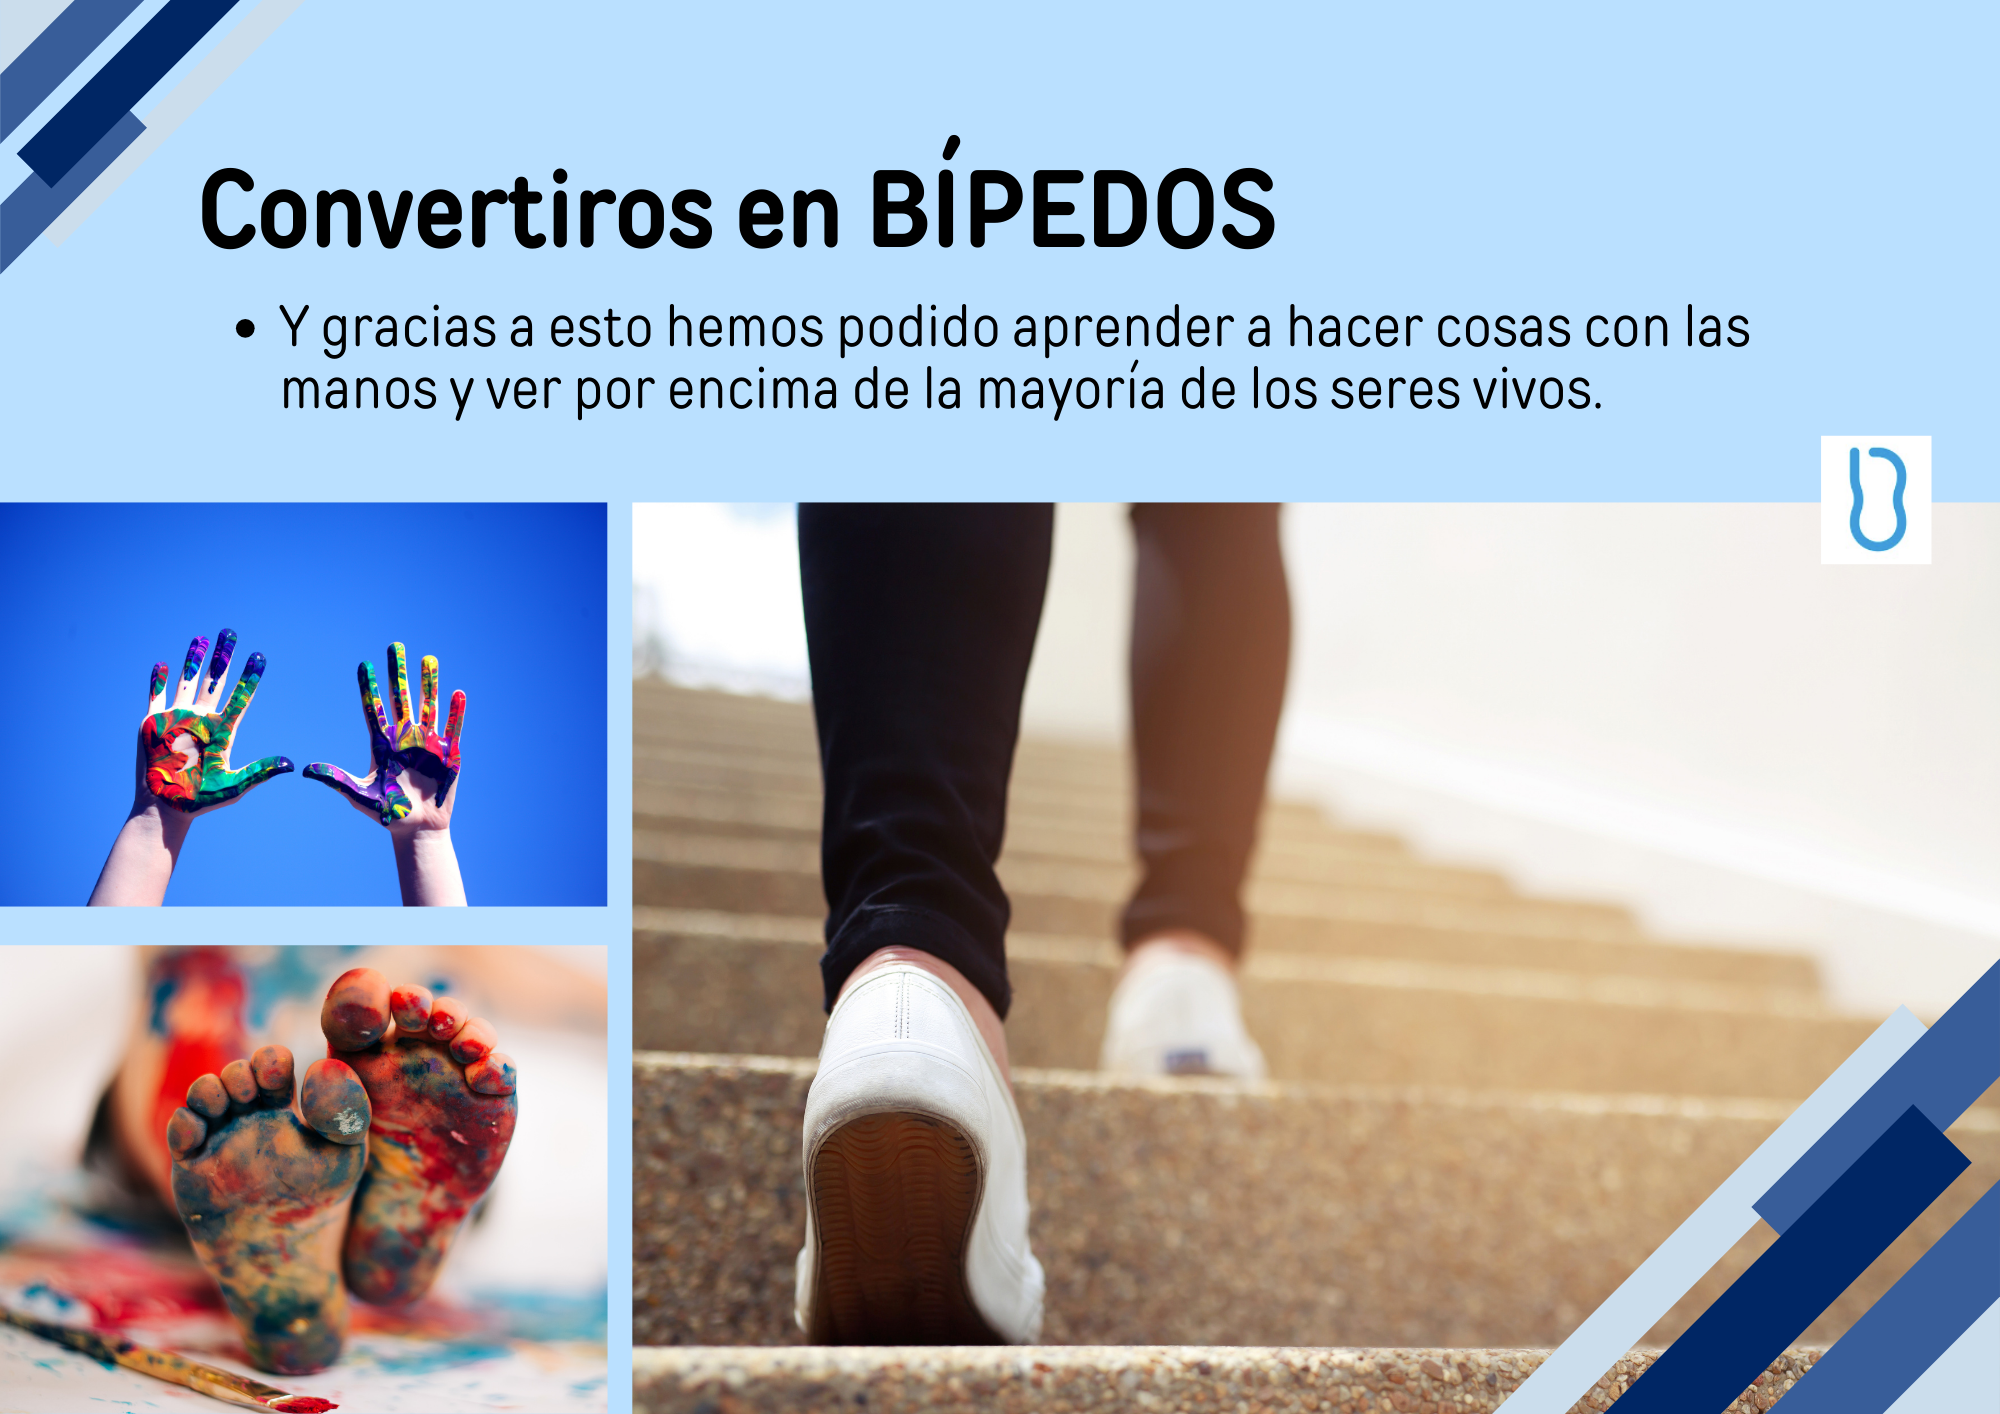 Convertiros en BÍPEDOS
• Y gracias a esto hemos podido aprender a hacer cosas con las
manos y ver por encima de la mayoría de los seres vivos.